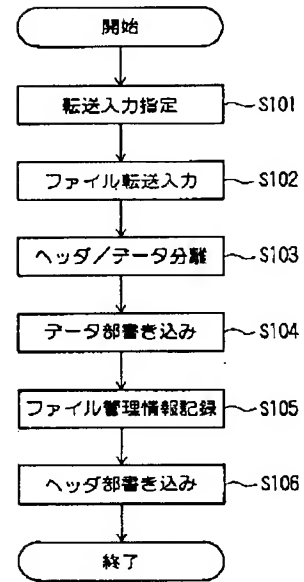 開始
転送入力指定 S101
ファイル転送入力 S102
ヘッダ／データ分離 S103
データ部書き込み S104
ファイル管理情報記録 S105
ヘッダ部書き込み S106
終了